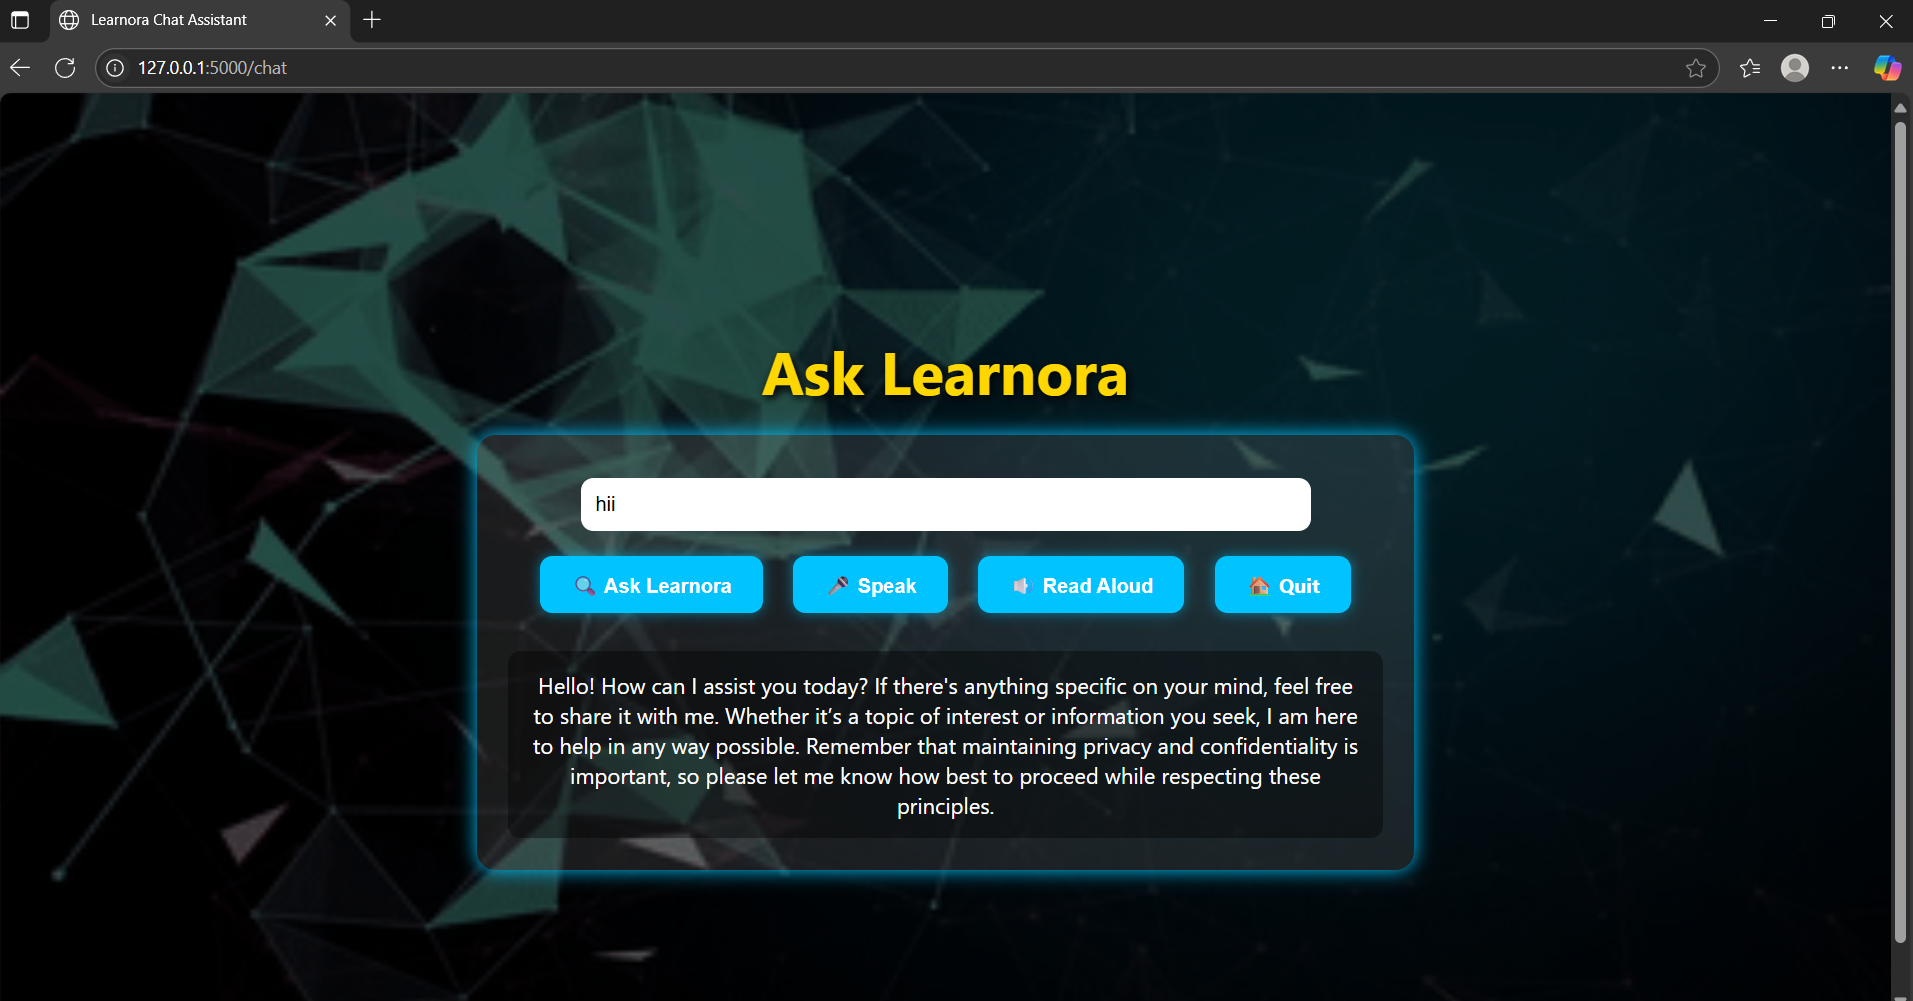 Learnora Chat Assistant
127.0.0.1:5000/chat
Ask Learnora
hii
Ask Learnora
Speak
Read Aloud
Quit
Hello! How can I assist you today? If there's anything specific on your mind, feel free
to share it with me. Whether it’s a topic of interest or information you seek, I am here
to help in any way possible. Remember that maintaining privacy and confidentiality is
important, so please let me know how best to proceed while respecting these
principles.